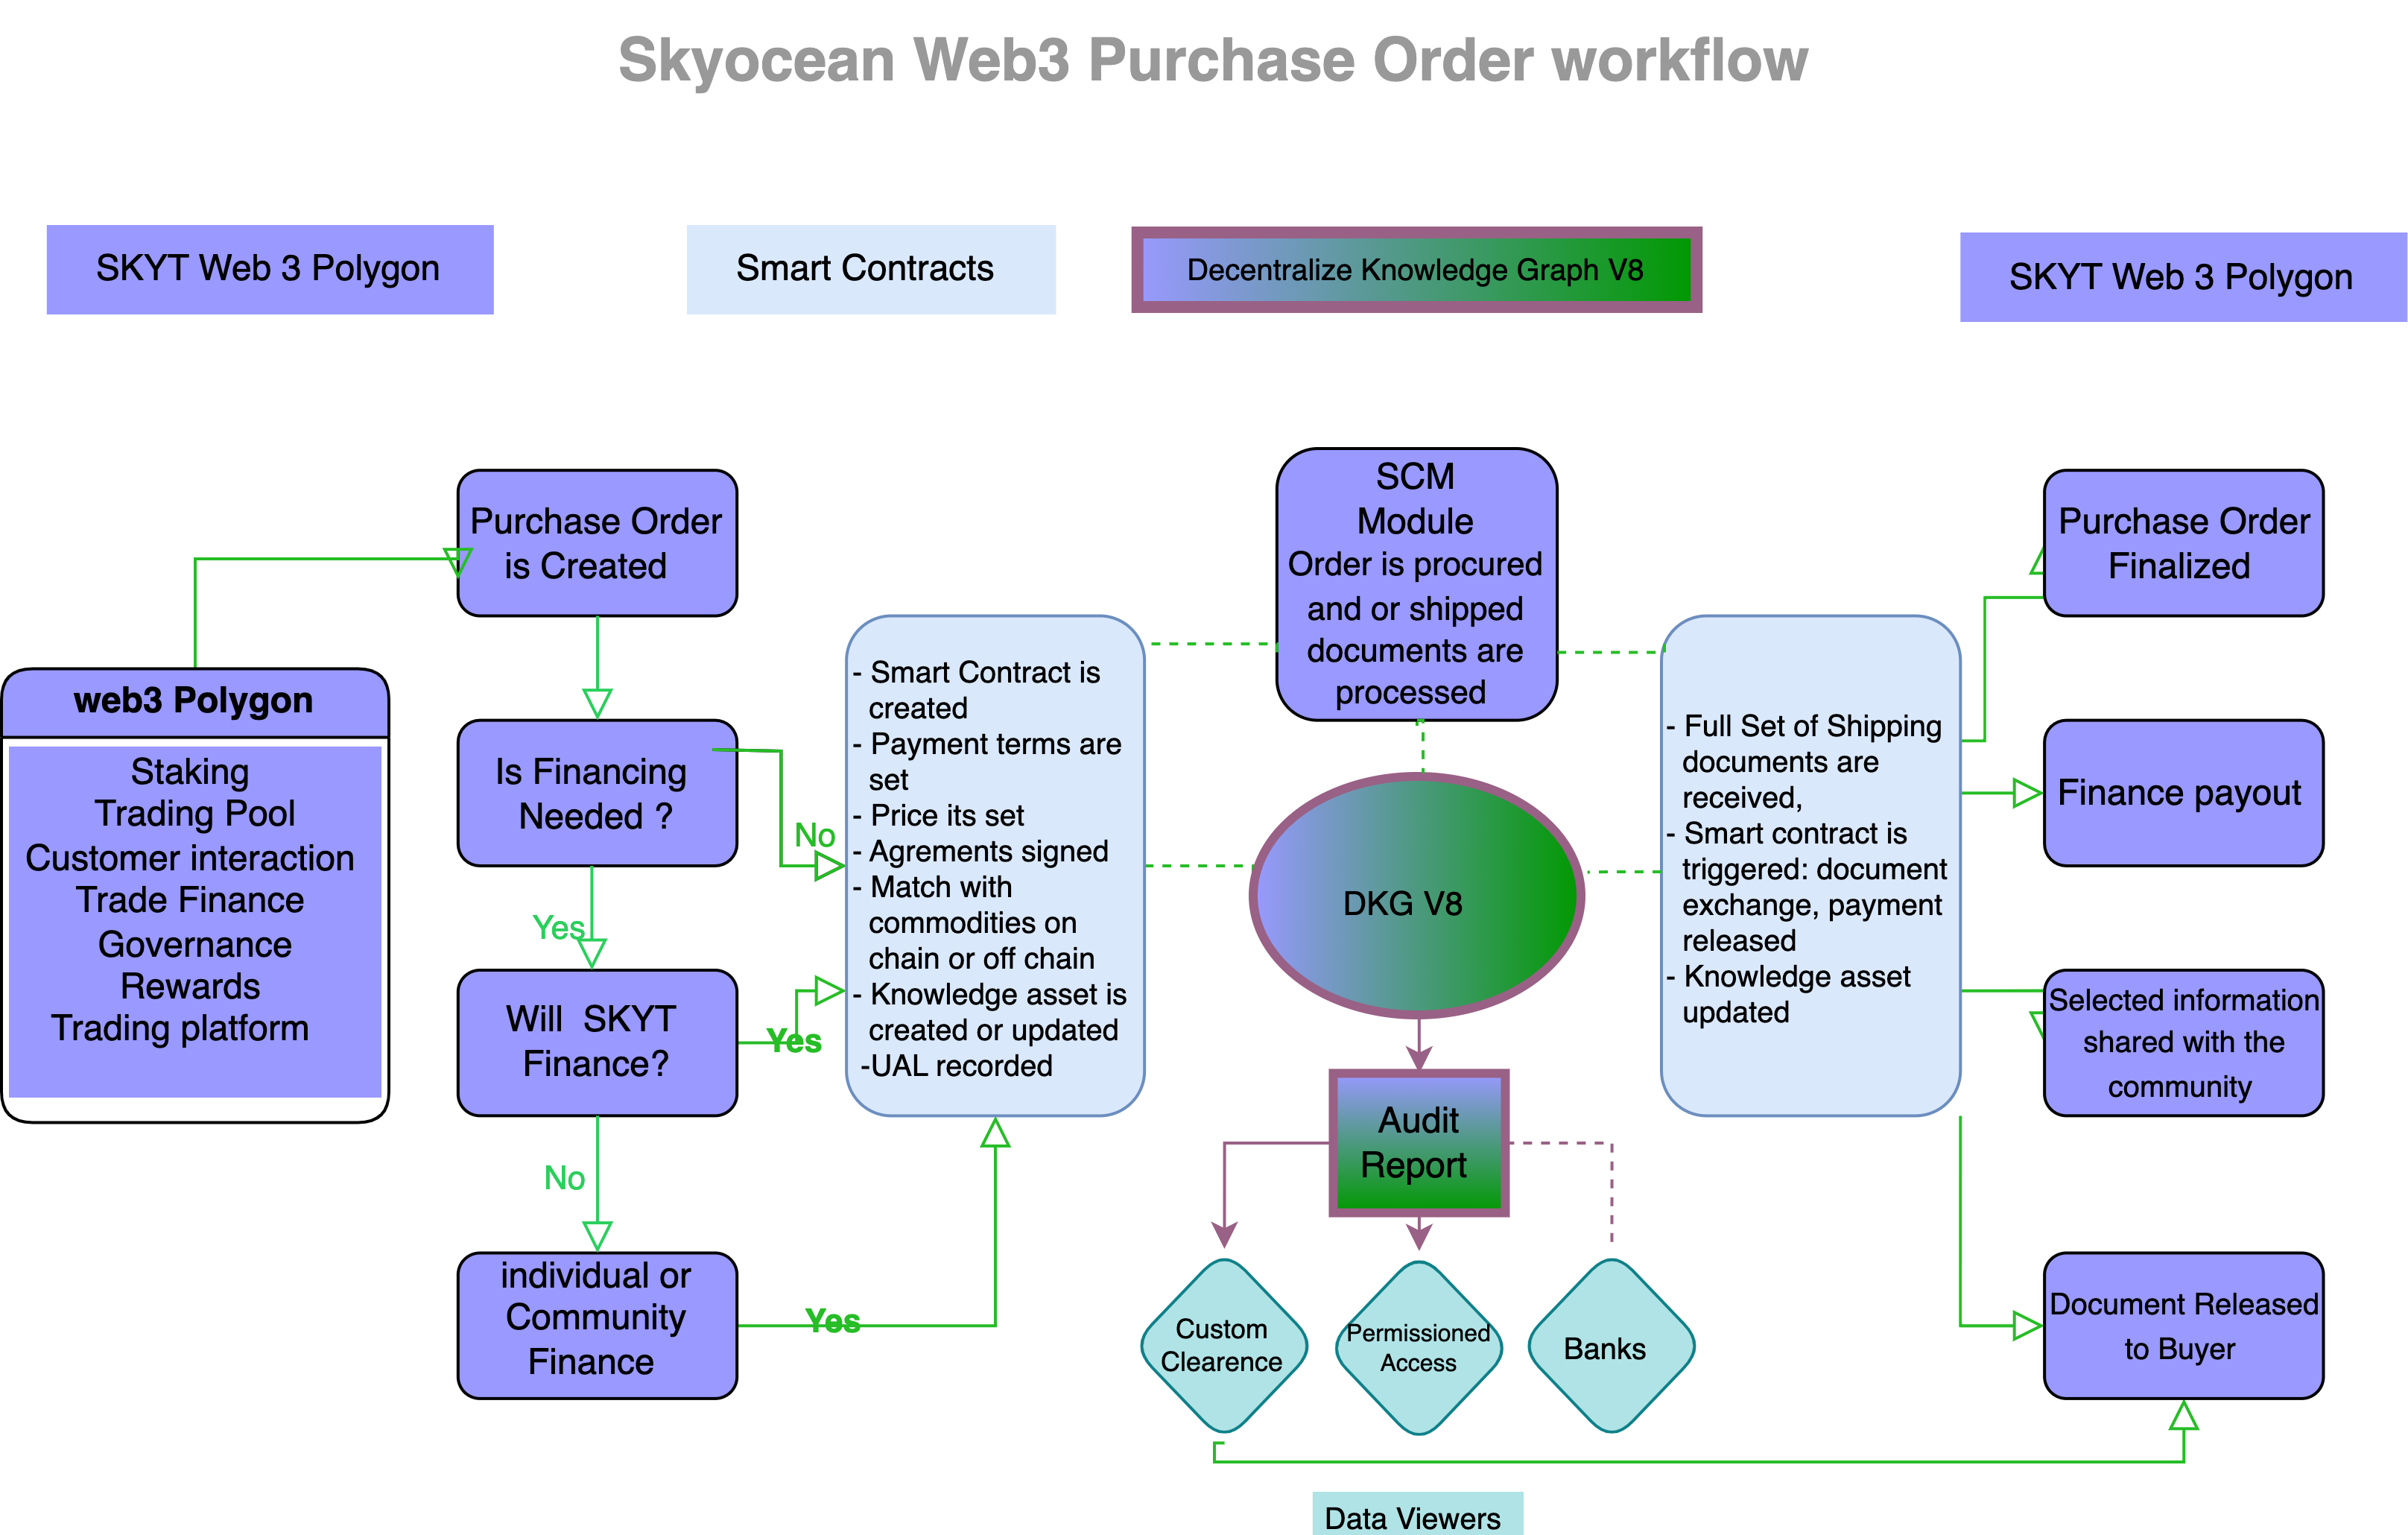 Skyocean Web3 Purchase Order workflow
SKYT Web 3 Polygon
Smart Contracts
Decentralize Knowledge Graph V8
SKYT Web 3 Polygon
web3 Polygon
Staking
Trading Pool
Customer interaction
Trade Finance
Governance
Rewards
Trading platform
Purchase Order
is Created
Is Financing
Needed ?
No
Yes
Will SKYT
Finance?
Yes
No
individual or
Community
Finance
Yes
- Smart Contract is
created
- Payment terms are
set
- Price its set
- Agrements signed
- Match with
commodities on
chain or off chain
- Knowledge asset is
created or updated
-UAL recorded
SCM
Module
Order is procured
and or shipped
documents are
processed
DKG V8
Audit
Report
Custom
Clearence
Permissioned
Access
Banks
Data Viewers
- Full Set of Shipping
documents are
received,
- Smart contract is
triggered: document
exchange, payment
released
- Knowledge asset
updated
Purchase Order
Finalized
Finance payout
Selected information
shared with the
community
Document Released
to Buyer